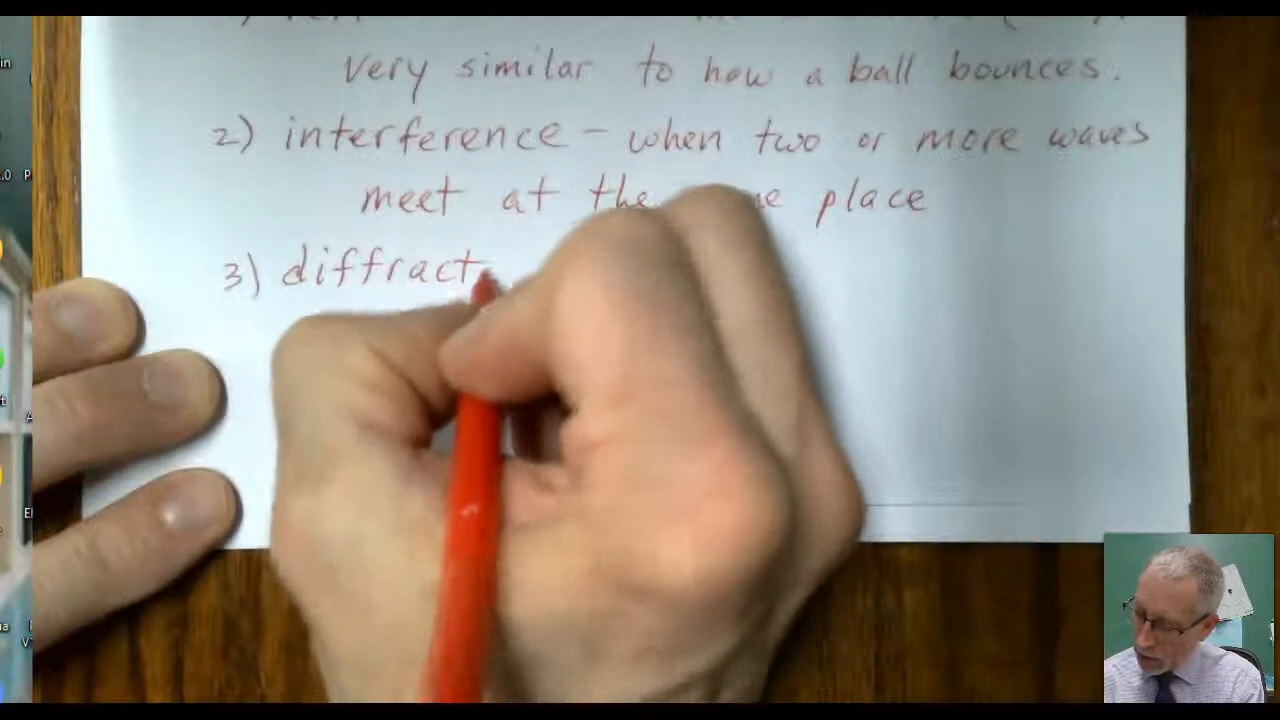 very similar to how a ball bounces.
2) interference – when two or more waves
meet at the place
3) diffract